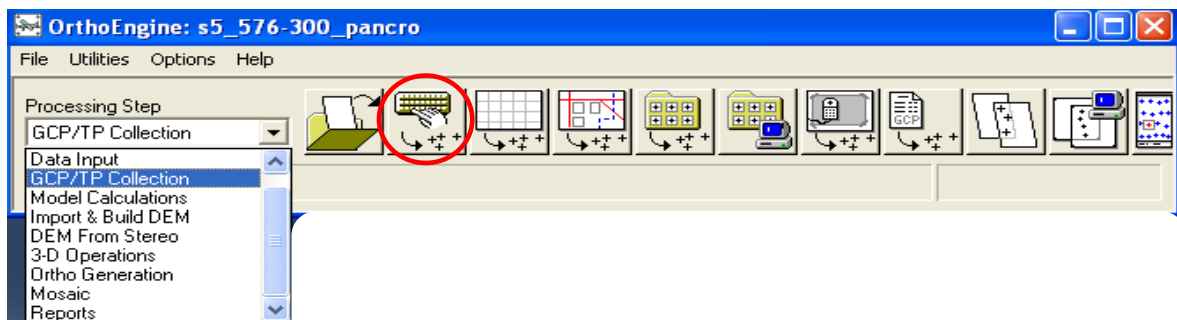 OrthoEngine: s5_576-300_pancro
File Utilities Options Help
Processing Step
GCP/TP Collection
Data Input
GCP/TP Collection
Model Calculations
Import & Build DEM
DEM From Stereo
3-D Operations
Ortho Generation
Mosaic
Reports
GCP